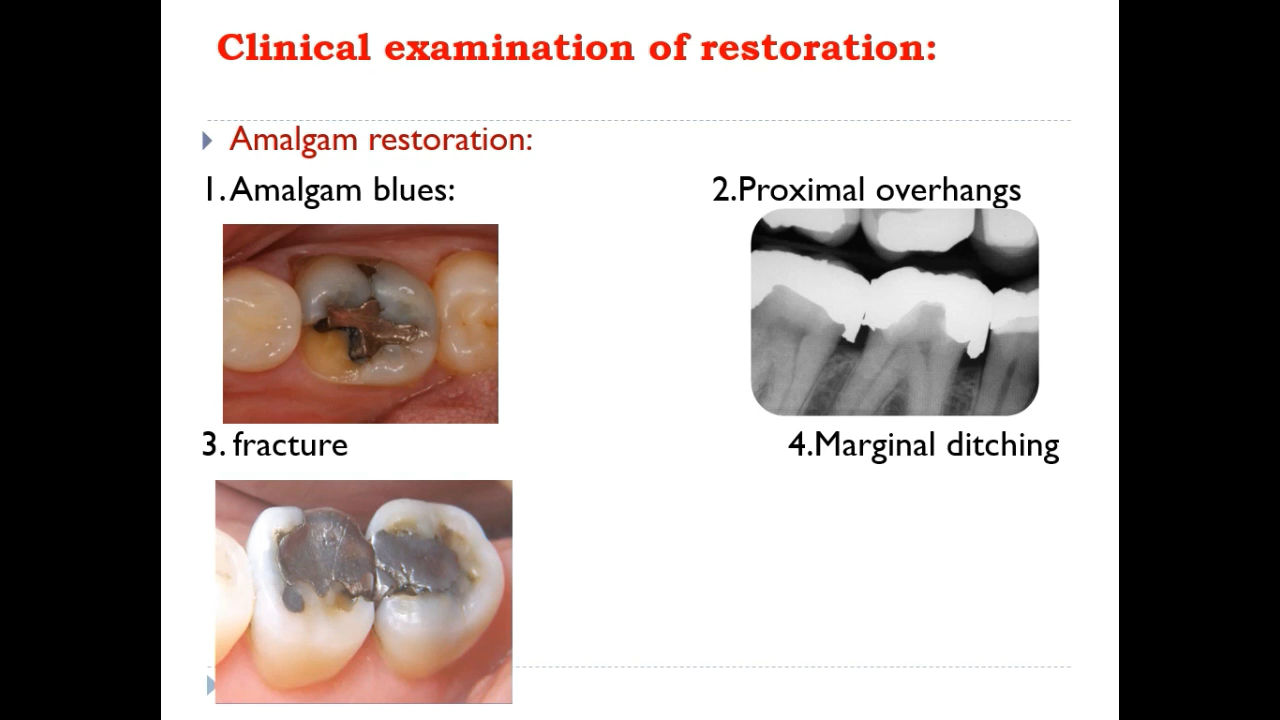 Clinical examination of restoration:
Amalgam restoration:
1. Amalgam blues: 2.Proximal overhangs
3. fracture 4.Marginal ditching